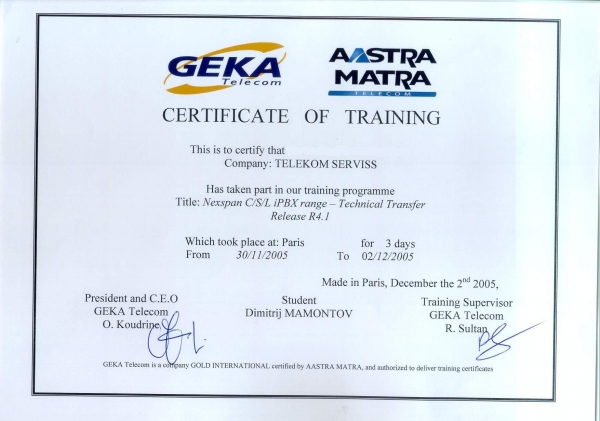 GEKA
Telecom
AASTRA
MATRA
TELECOM
CERTIFICATE OF TRAINING
This is to certify that
Company: TELEKOM SERVISS
Has taken part in our training programme
Title: Nexspan C/S/L iPBX range – Technical Transfer
Release R4.1
Which took place at: Paris for 3 days
From 30/11/2005 To 02/12/2005
Made in Paris, December the 2nd 2005,
President and C.E.O
GEKA Telecom
O. Koudrine
Student
Dimitrij MAMONTOV
Training Supervisor
GEKA Telecom
R. Sultan
GEKA Telecom is a company GOLD INTERNATIONAL certified by AASTRA MATRA, and authorized to deliver training certificates